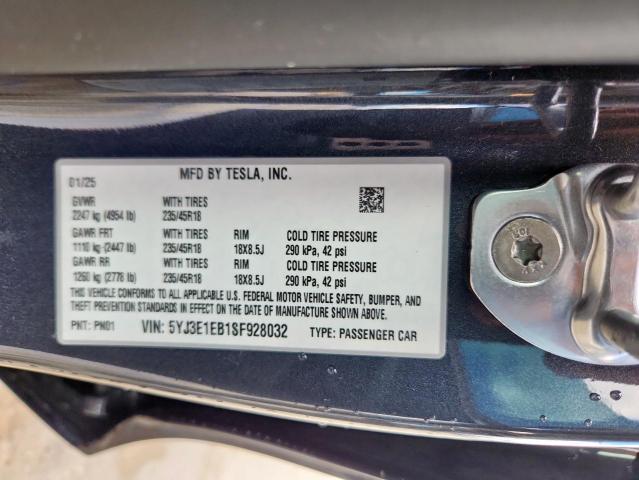 MFD BY TESLA, INC.
01/25
GVWR WITH TIRES
2247 kg (4954 lb) 235/45R18
GAWR FRT WITH TIRES RIM COLD TIRE PRESSURE
1110 kg (2447 lb) 235/45R18 18X8.5J 290 kPa, 42 psi
GAWR RR WITH TIRES RIM COLD TIRE PRESSURE
1260 kg (2778 lb) 235/45R18 18X8.5J 290 kPa, 42 psi
THIS VEHICLE CONFORMS TO ALL APPLICABLE U.S. FEDERAL MOTOR VEHICLE SAFETY, BUMPER, AND
THEFT PREVENTION STANDARDS IN EFFECT ON THE DATE OF MANUFACTURE SHOWN ABOVE.
PNT: PN01 VIN: 5YJ3E1EB1SF928032 TYPE: PASSENGER CAR